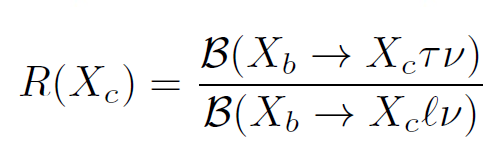 R(X_c) = \frac{\mathcal{B}(X_b \to X_c \tau \nu)}{\mathcal{B}(X_b \to X_c \ell \nu)}